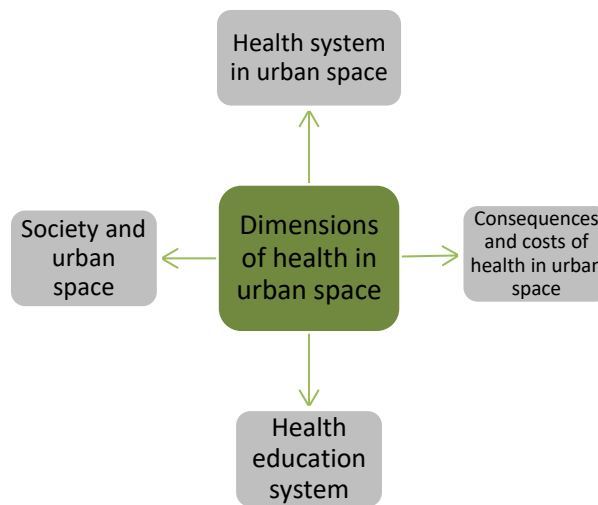 Health system
in urban space
Society and
urban
space
Dimensions
of health in
urban space
Consequences
and costs of
health in urban
space
Health
education
system